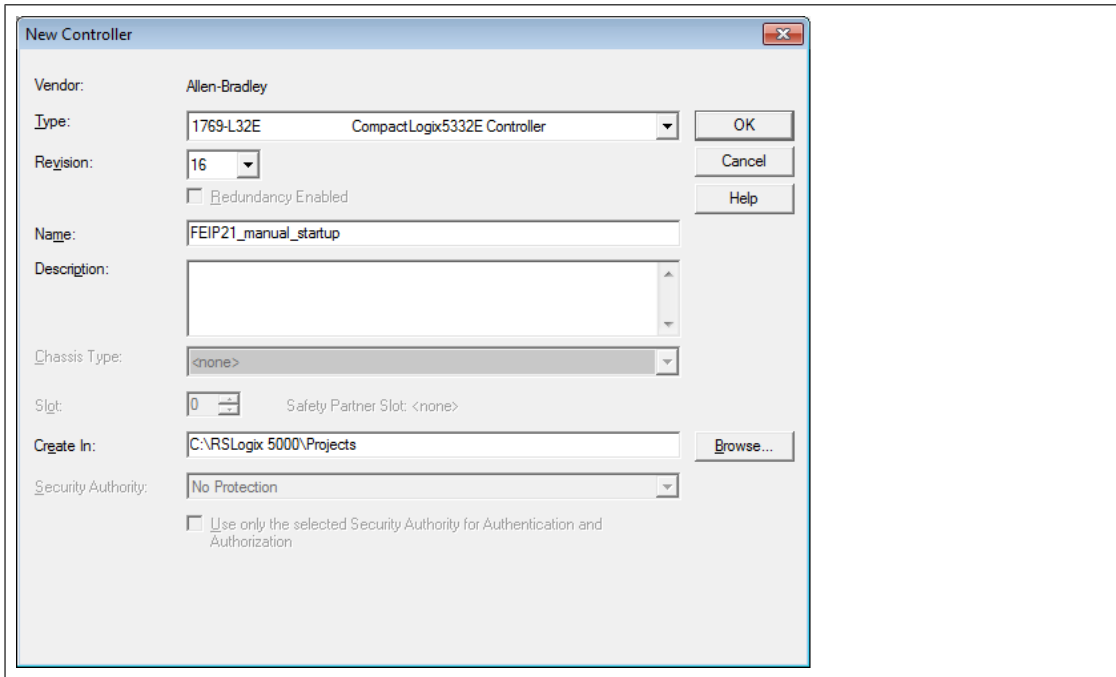 New Controller
Vendor: Allen-Bradley
Type: 1769-L32E CompactLogix5332E Controller OK
Revision: 16 Cancel
Redundancy Enabled Help
Name: FEIP21_manual_startup
Description:
Chassis Type: <none>
Slot: 0 Safety Partner Slot: <none>
Create In: C:\RSLogix 5000\Projects Browse...
Security Authority: No Protection
Use only the selected Security Authority for Authentication and
Authorization